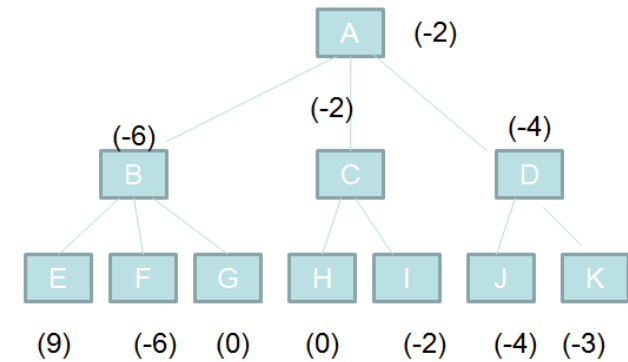 A (-2)
(-2)
(-6) (-4)
B C D
E F G H I J K
(9) (-6) (0) (0) (-2) (-4) (-3)